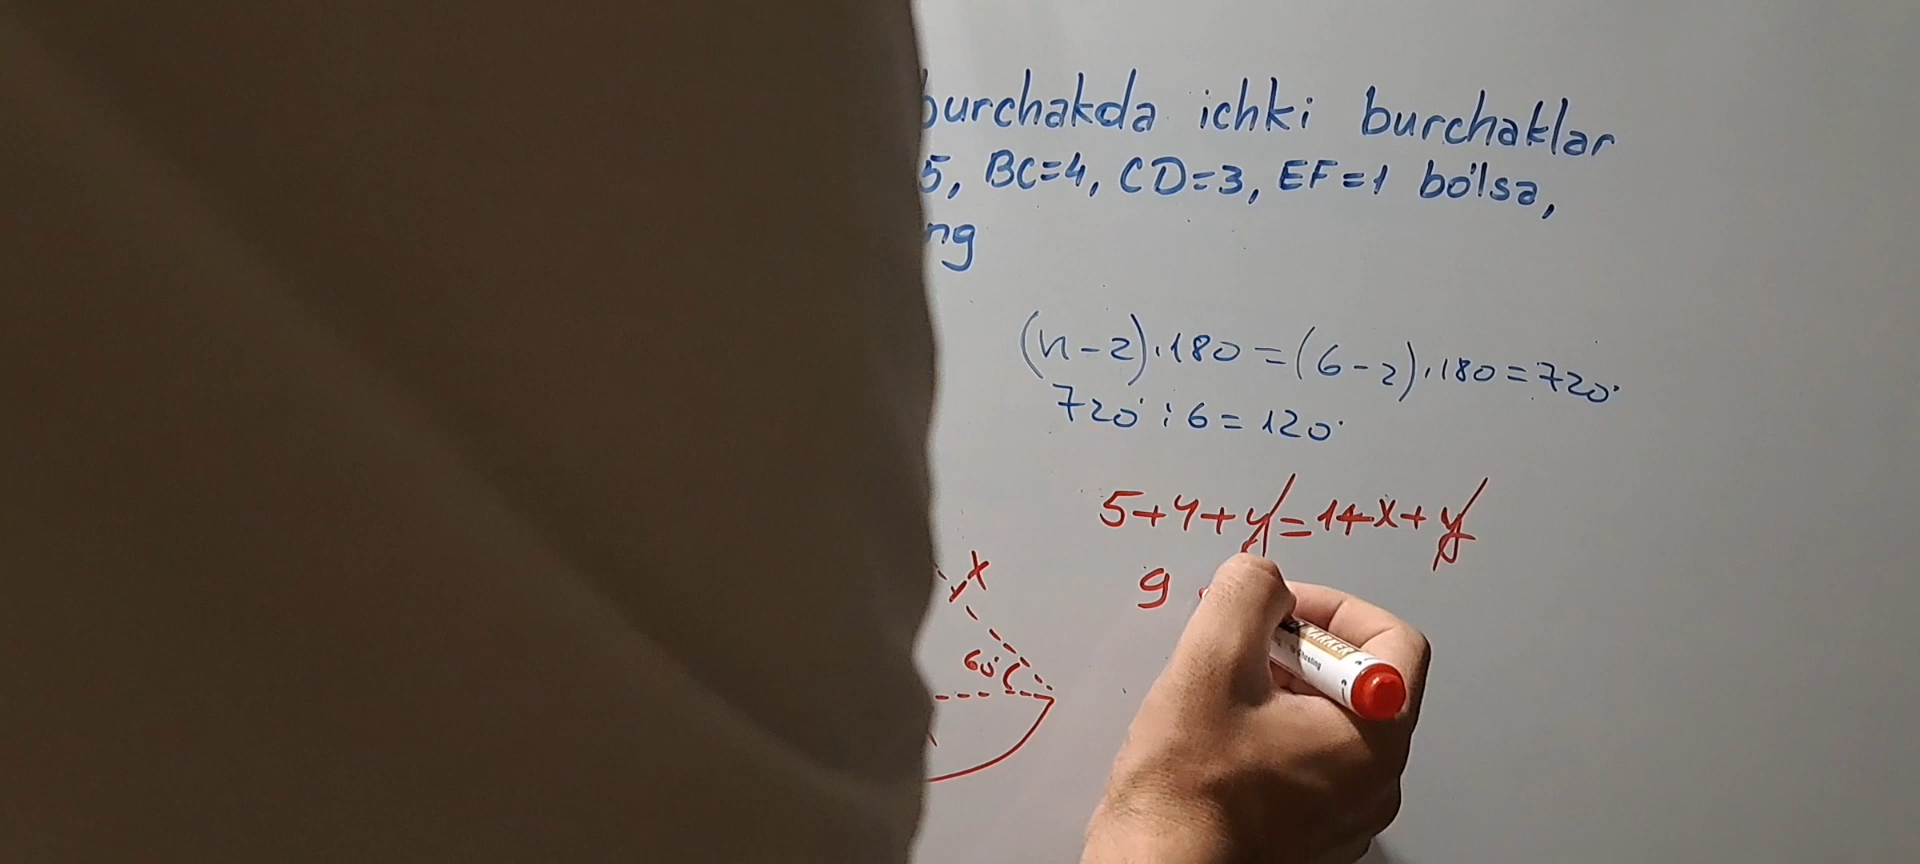 burchakda ichki burchaklar
5, BC=4, CD=3, EF=1 bo'lsa,
ng
(n-2)·180=(6-2)·180=720°
720°:6=120°
5+4+y=1+x+y
9
x
60°
MARKER